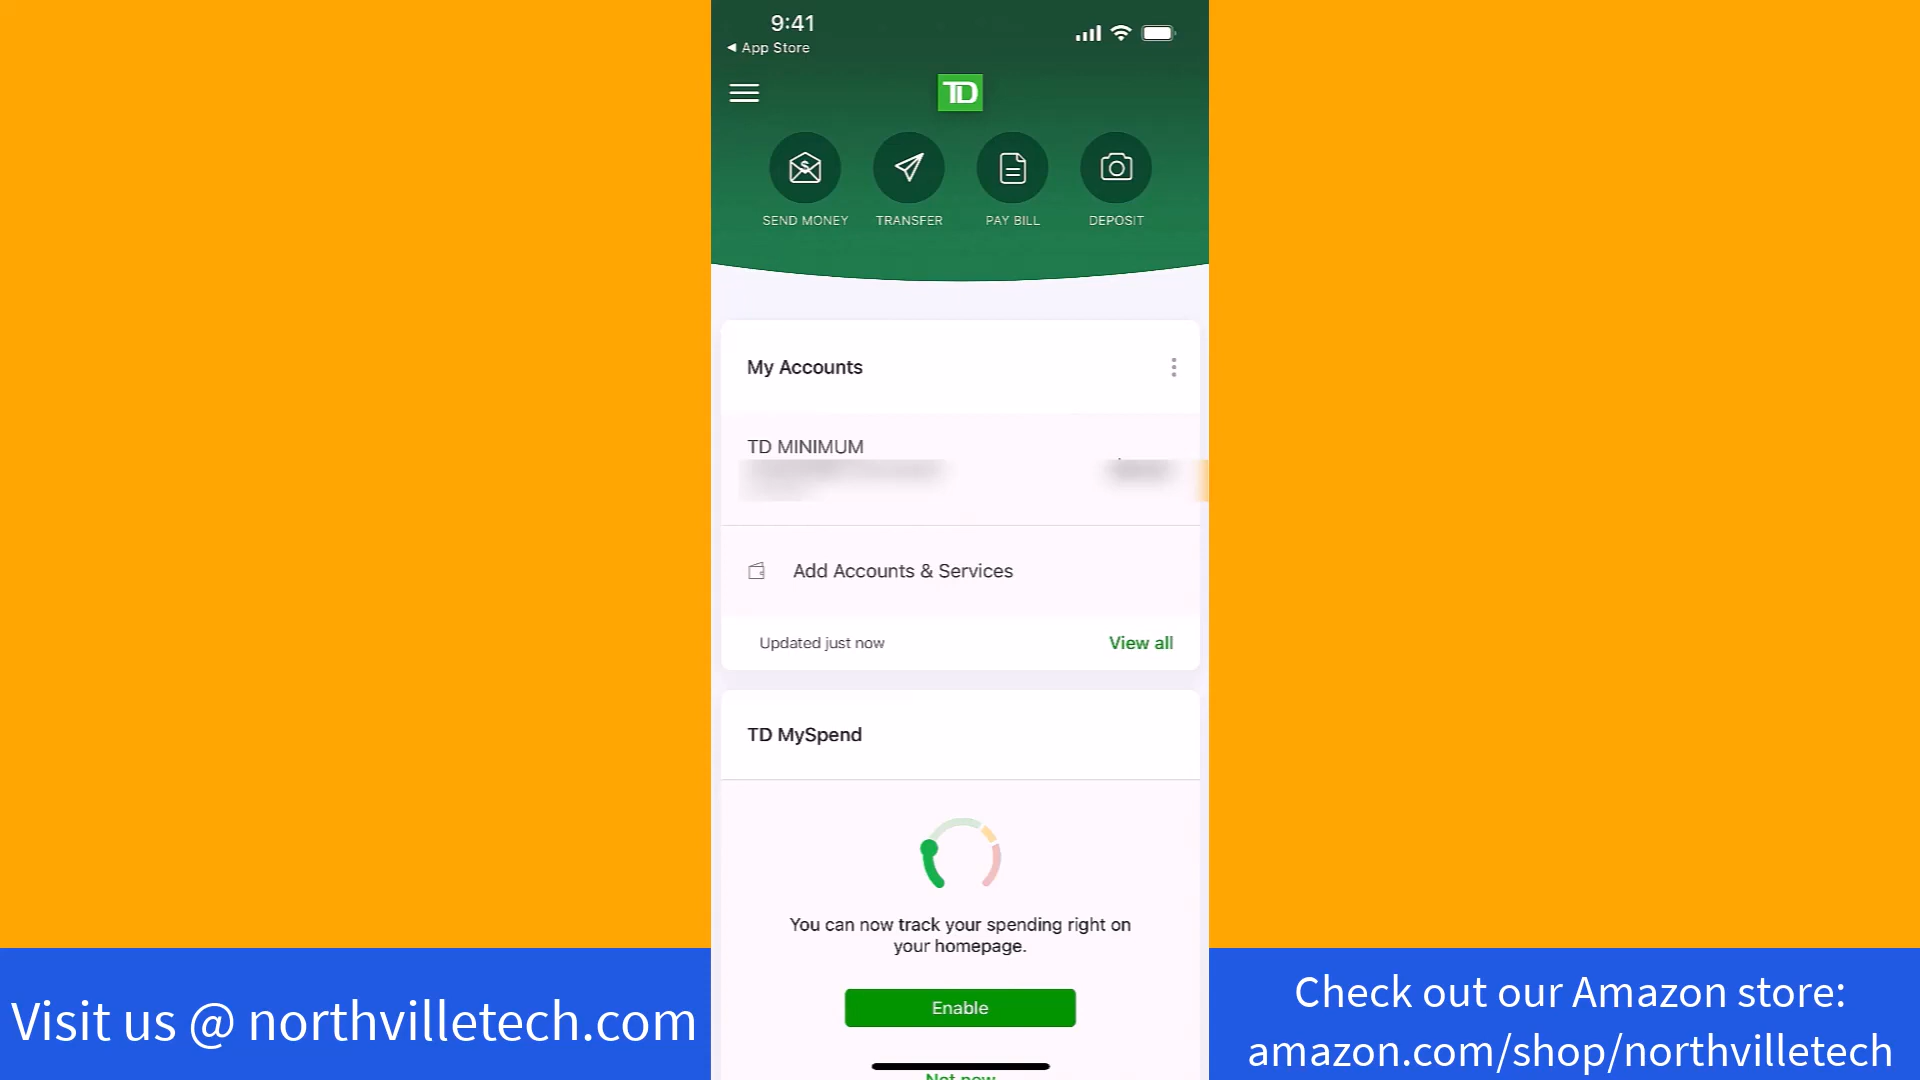 9:41
◀ App Store
TD
SEND MONEY
TRANSFER
PAY BILL
DEPOSIT
My Accounts
TD MINIMUM
Add Accounts & Services
Updated just now
View all
TD MySpend
You can now track your spending right on
your homepage.
Enable
Not now
Visit us @ northvilletech.com
Check out our Amazon store:
amazon.com/shop/northvilletech